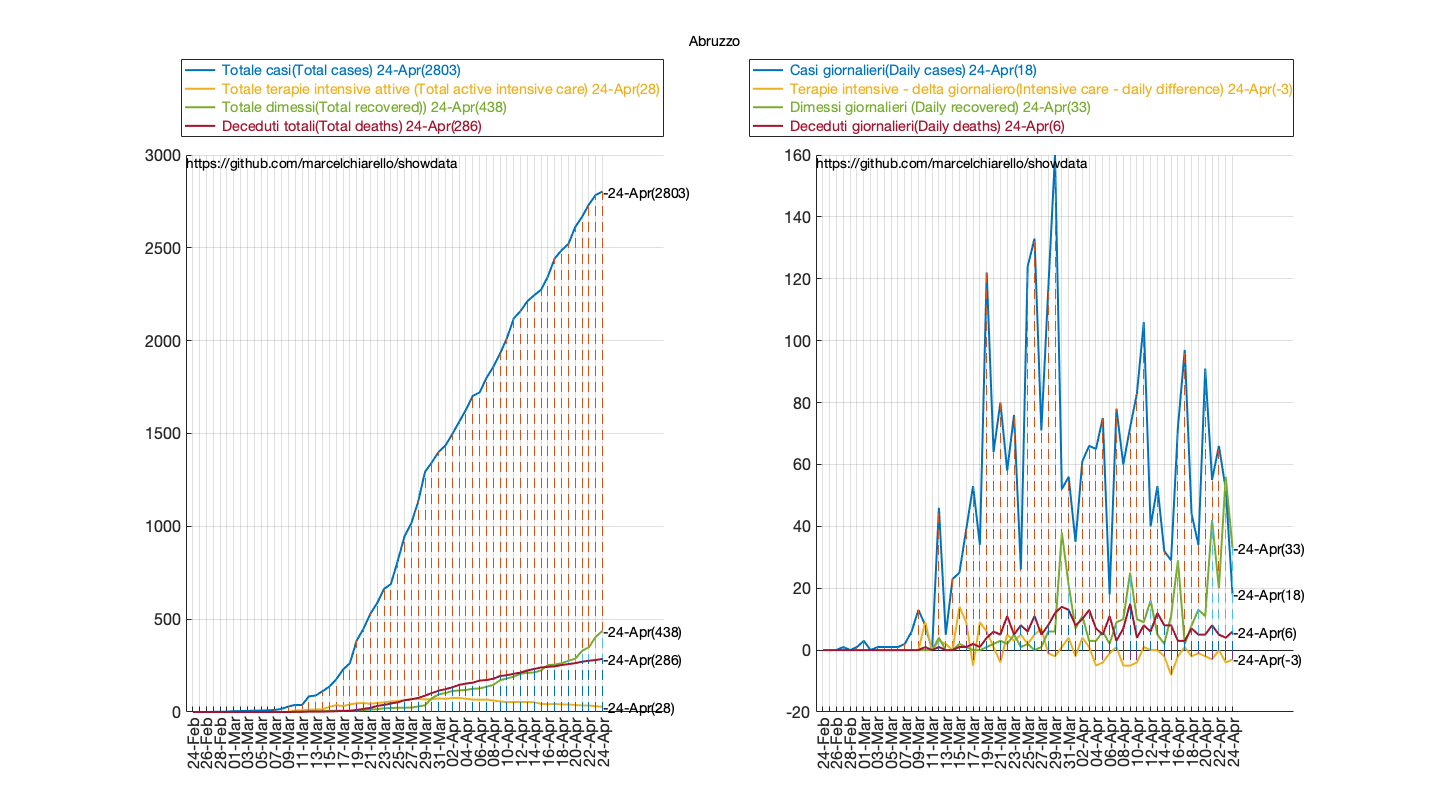 Abruzzo
Totale casi(Total cases) 24-Apr(2803)
Totale terapie intensive attive (Total active intensive care) 24-Apr(28)
Totale dimessi(Total recovered)) 24-Apr(438)
Deceduti totali(Total deaths) 24-Apr(286)
https://github.com/marcelchiarello/showdata
3000
2500
2000
1500
1000
500
0
-24-Apr(2803)
-24-Apr(438)
-24-Apr(286)
-24-Apr(28)
24-Feb
26-Feb
28-Feb
01-Mar
03-Mar
05-Mar
07-Mar
09-Mar
11-Mar
13-Mar
15-Mar
17-Mar
19-Mar
21-Mar
23-Mar
25-Mar
27-Mar
29-Mar
31-Mar
02-Apr
04-Apr
06-Apr
08-Apr
10-Apr
12-Apr
14-Apr
16-Apr
18-Apr
20-Apr
22-Apr
24-Apr
Casi giornalieri(Daily cases) 24-Apr(18)
Terapie intensive - delta giornaliero(Intensive care - daily difference) 24-Apr(-3)
Dimessi giornalieri (Daily recovered) 24-Apr(33)
Deceduti giornalieri(Daily deaths) 24-Apr(6)
https://github.com/marcelchiarello/showdata
160
140
120
100
80
60
40
20
0
-20
-24-Apr(33)
-24-Apr(18)
-24-Apr(6)
-24-Apr(-3)
24-Feb
26-Feb
28-Feb
01-Mar
03-Mar
05-Mar
07-Mar
09-Mar
11-Mar
13-Mar
15-Mar
17-Mar
19-Mar
21-Mar
23-Mar
25-Mar
27-Mar
29-Mar
31-Mar
02-Apr
04-Apr
06-Apr
08-Apr
10-Apr
12-Apr
14-Apr
16-Apr
18-Apr
20-Apr
22-Apr
24-Apr